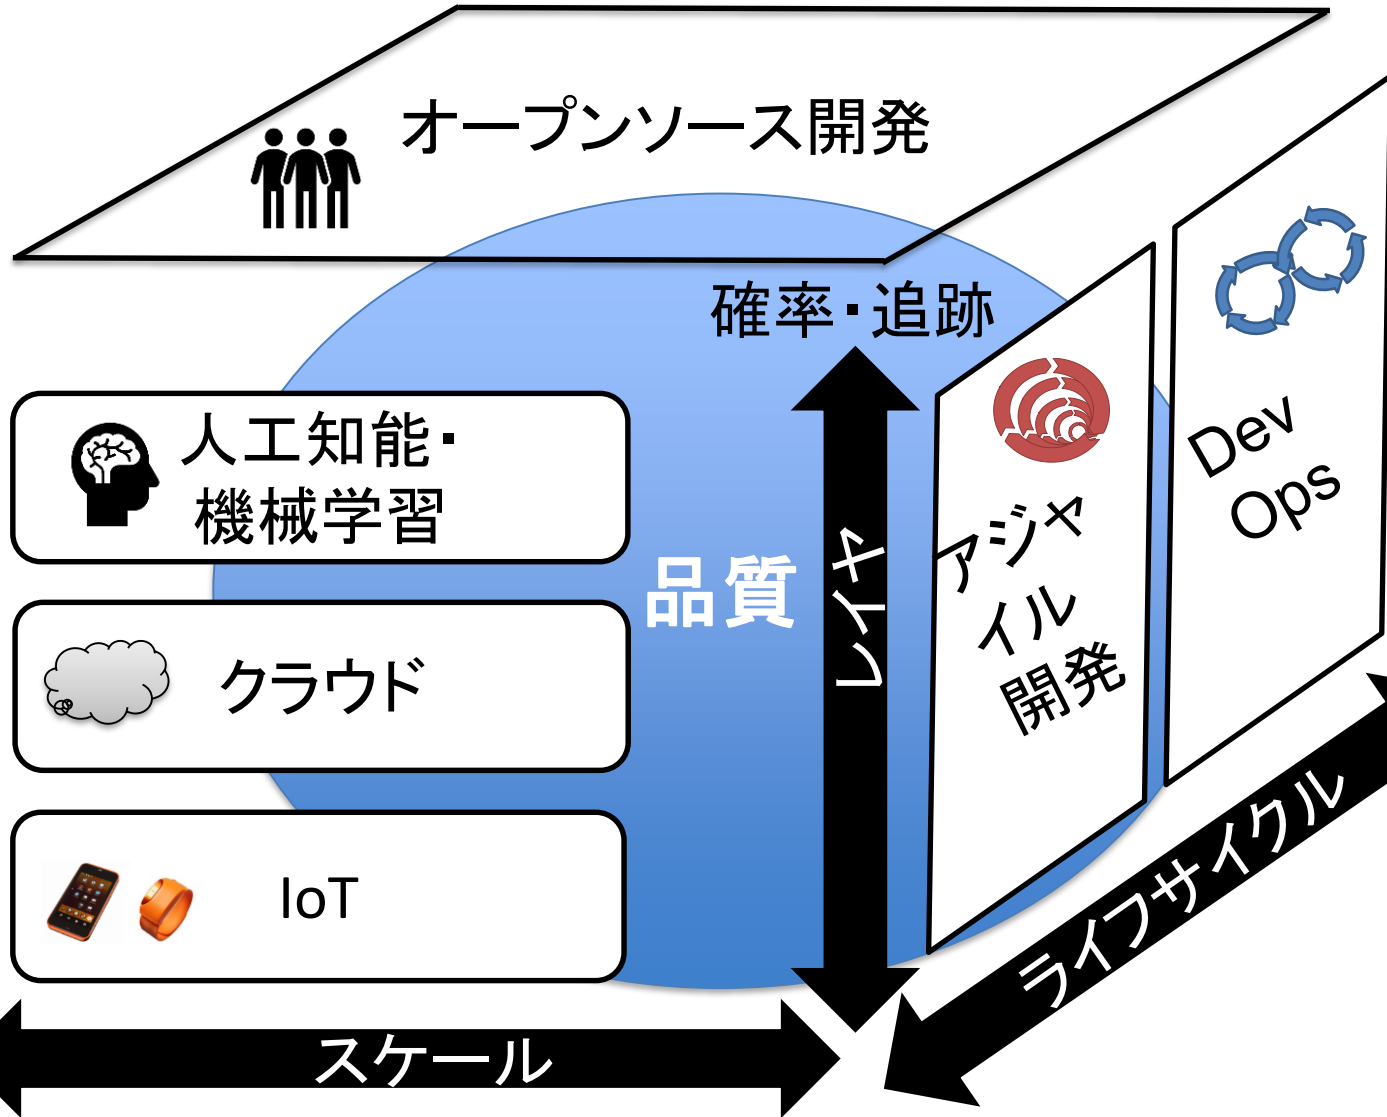 オープンソース開発
確率・追跡
人工知能・
機械学習
クラウド
IoT
品質
レイヤ
アジャ
イル
開発
Dev
Ops
スケール
ライフサイクル